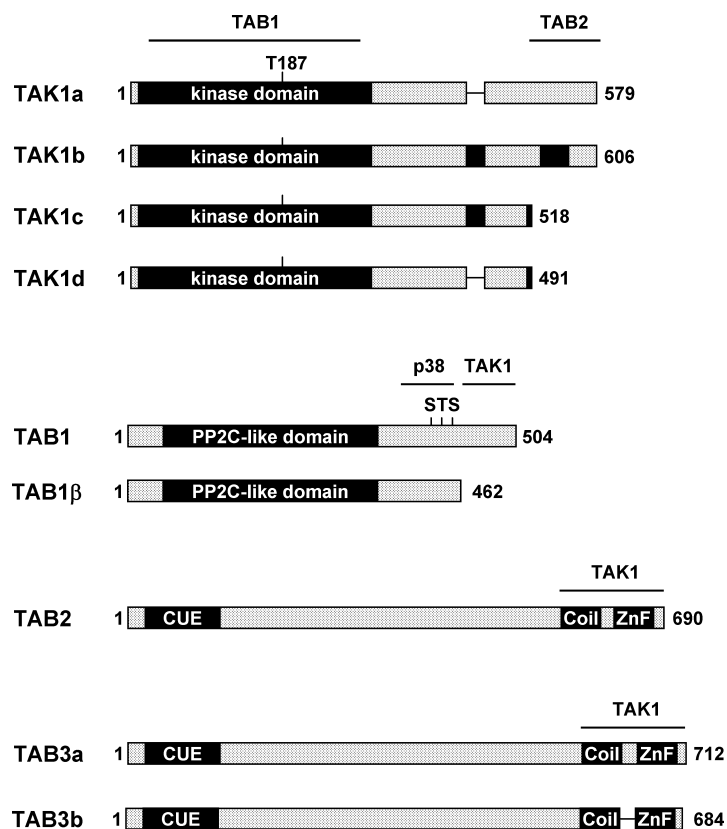 TAB1 TAB2
T187
TAK1a 1 kinase domain 579
TAK1b 1 kinase domain 606
TAK1c 1 kinase domain 518
TAK1d 1 kinase domain 491
p38 TAK1
STS
TAB1 1 PP2C-like domain 504
TAB1β 1 PP2C-like domain 462
TAK1
TAB2 1 CUE Coil ZnF 690
TAK1
TAB3a 1 CUE Coil ZnF 712
TAB3b 1 CUE Coil ZnF 684